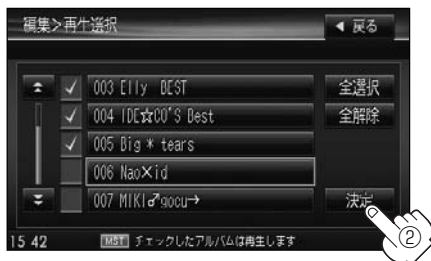 編集>再生選択
◀ 戻る
003 Elly BEST
全選択
004 IDE☆CO'S Best
全解除
005 Big * tears
006 Nao✕id
007 MIKI♂gocu→
決定
②
15 42
MST チェックしたアルバムは再生します